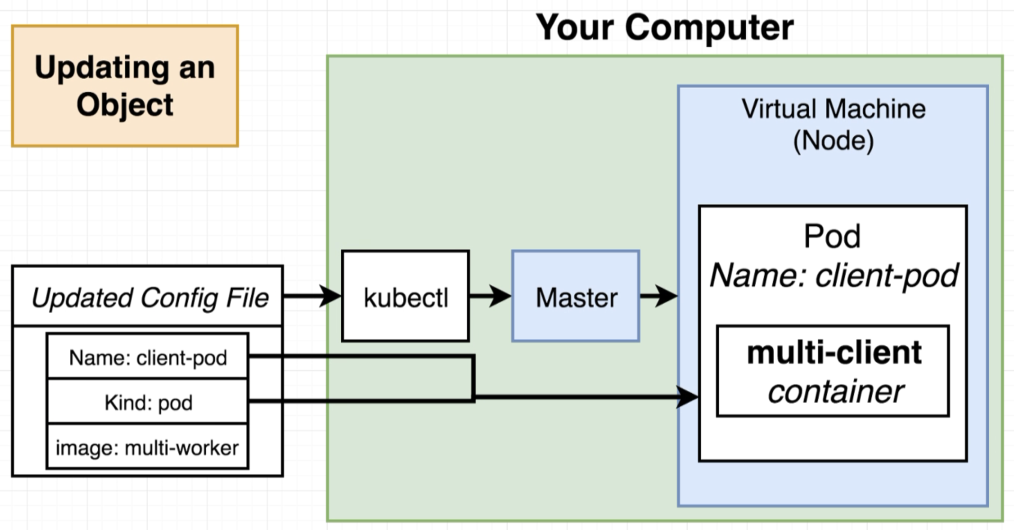 Your Computer
Updating an
Object
Virtual Machine
(Node)
Pod
Name: client-pod
multi-client
container
Updated Config File
kubectl
Master
Name: client-pod
Kind: pod
image: multi-worker